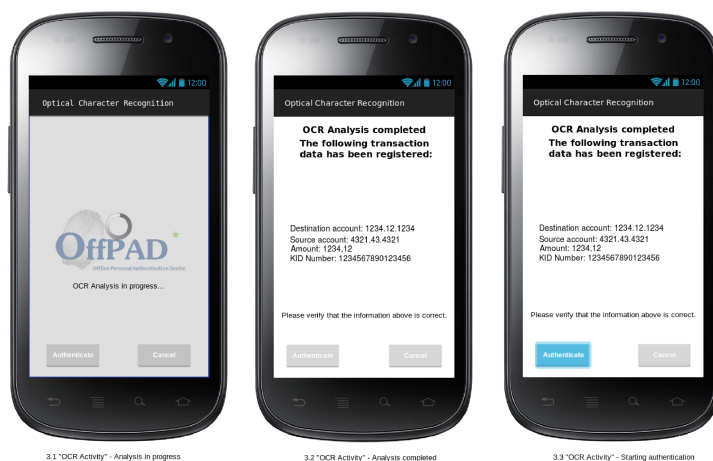 12:00
Optical Character Recognition
OffPAD
Offline Personal Authentication Device
OCR Analysis in progress...
Authenticate
Cancel
3.1 "OCR Activity" - Analysis in progress
12:00
Optical Character Recognition
OCR Analysis completed
The following transaction
data has been registered:
Destination account: 1234.12.1234
Source account: 4321.43.4321
Amount: 1234,12
KID Number: 1234567890123456
Please verify that the information above is correct.
Authenticate
Cancel
3.2 "OCR Activity" - Analysis completed
12:00
Optical Character Recognition
OCR Analysis completed
The following transaction
data has been registered:
Destination account: 1234.12.1234
Source account: 4321.43.4321
Amount: 1234,12
KID Number: 1234567890123456
Please verify that the information above is correct.
Authenticate
Cancel
3.3 "OCR Activity" - Starting authentication